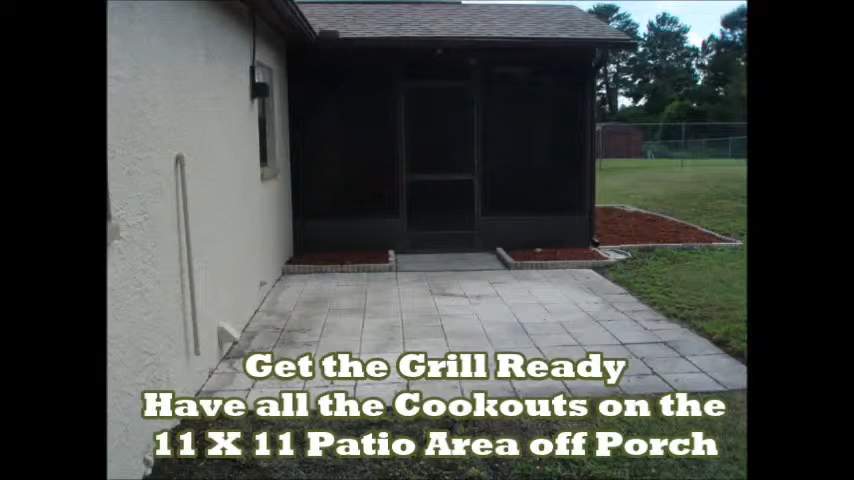 Get the Grill Ready
Have all the Cookouts on the
11 X 11 Patio Area off Porch